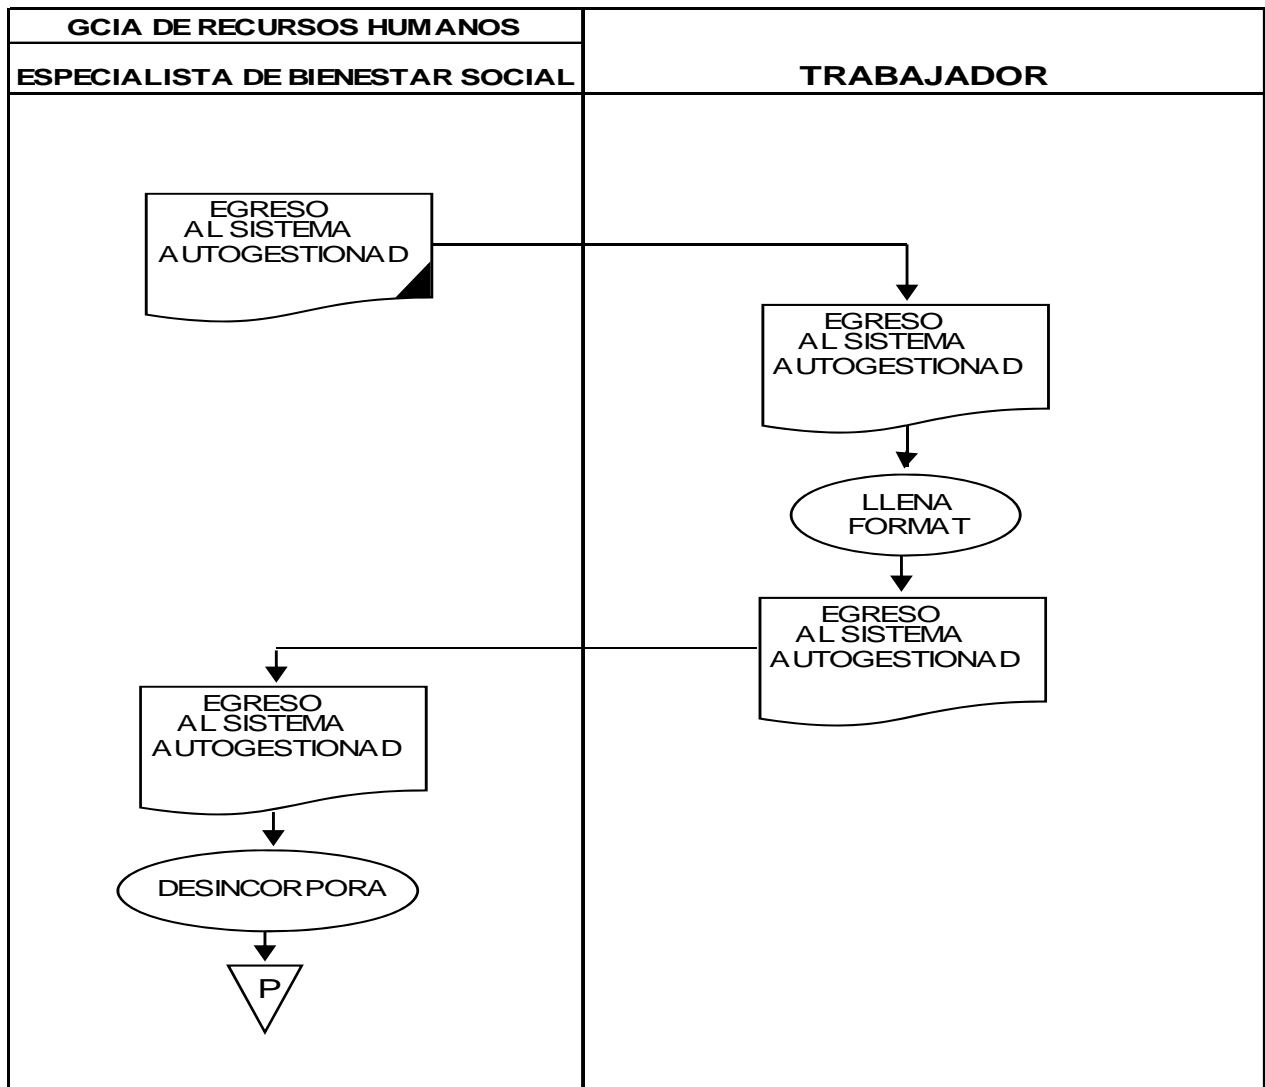 GCIA DE RECURSOS HUMANOS
ESPECIALISTA DE BIENESTAR SOCIAL
TRABAJADOR
EGRESO
AL SISTEMA
AUTOGESTIONAD
EGRESO
AL SISTEMA
AUTOGESTIONAD
LLENA
FORMAT
EGRESO
AL SISTEMA
AUTOGESTIONAD
EGRESO
AL SISTEMA
AUTOGESTIONAD
DESINCORPORA
P